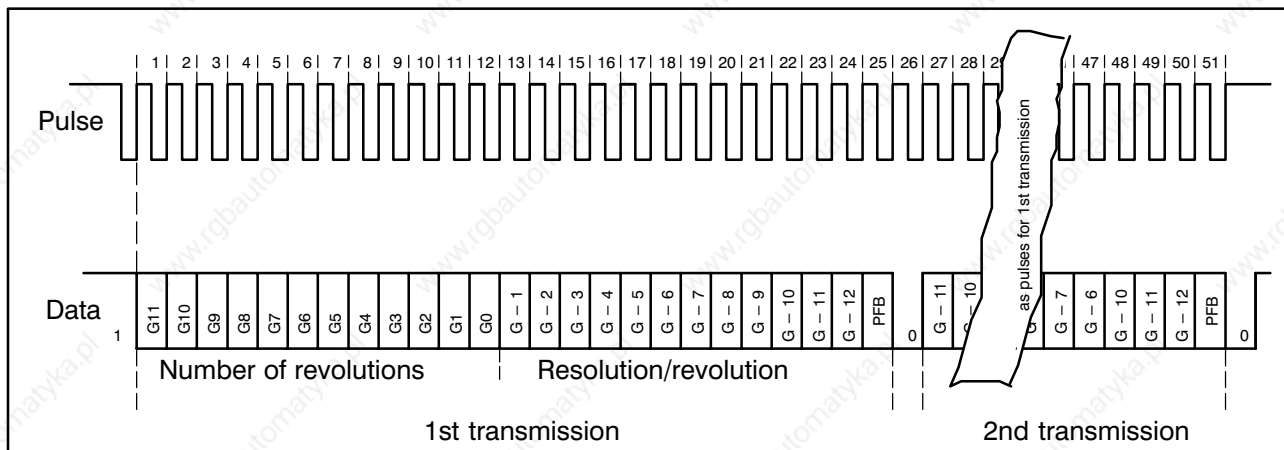 1 2 3 4 5 6 7 8 9 10 11 12 13 14 15 16 17 18 19 20 21 22 23 24 25 26 27 28 47 48 49 50 51
Pulse
as pulses for 1st transmission
Data
1 G11 G10 G9 G8 G7 G6 G5 G4 G3 G2 G1 G0 G – 1 G – 2 G – 3 G – 4 G – 5 G – 6 G – 7 G – 8 G – 9 G – 10 G – 11 G – 12 PFB 0 G – 11 G – 7 G – 6 G – 10 G – 11 G – 12 PFB 0
Number of revolutions Resolution/revolution
1st transmission 2nd transmission
www.rgbautomatyka.pl